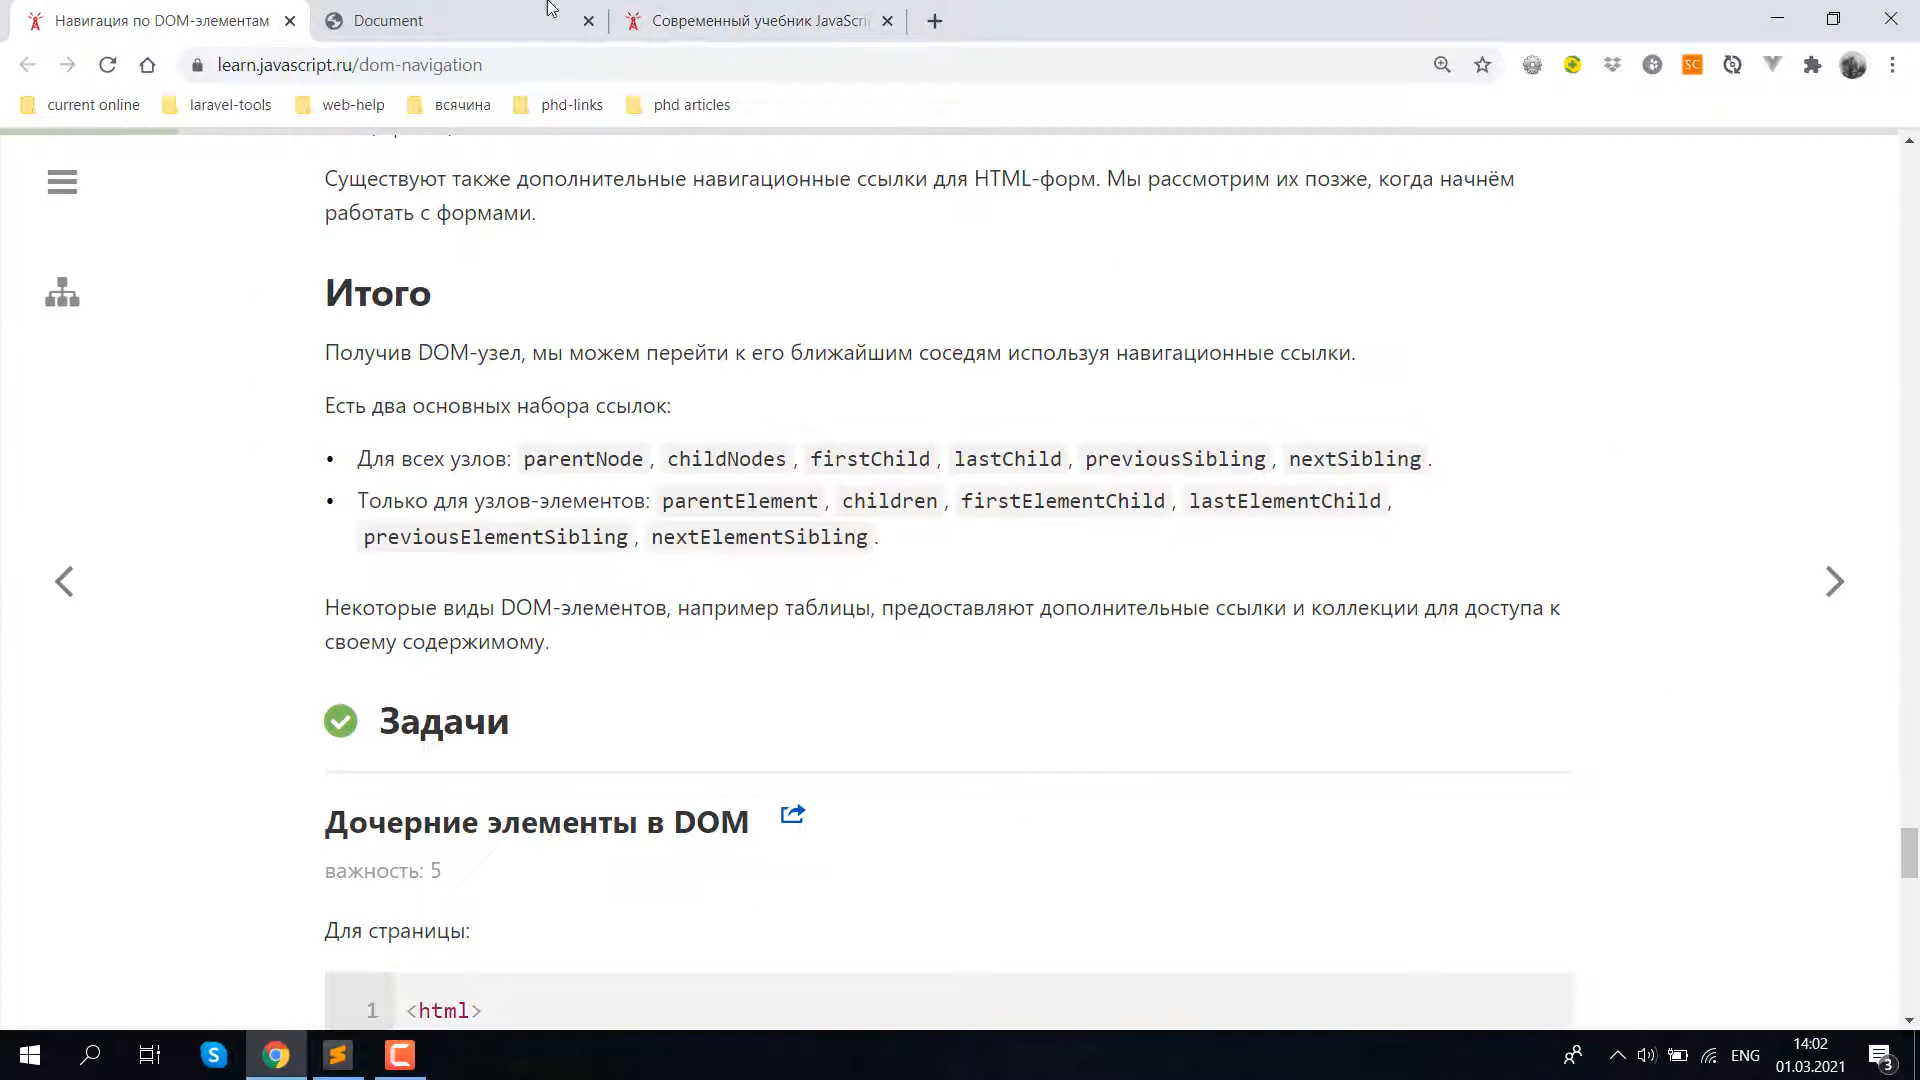 Навигация по DOM-элементам
Document
Современный учебник JavaScri
learn.javascript.ru/dom-navigation
SC
current online
laravel-tools
web-help
всячина
phd-links
phd articles
Существуют также дополнительные навигационные ссылки для HTML-форм. Мы рассмотрим их позже, когда начнём
работать с формами.
Итого
Получив DOM-узел, мы можем перейти к его ближайшим соседям используя навигационные ссылки.
Есть два основных набора ссылок:
• Для всех узлов: parentNode, childNodes, firstChild, lastChild, previousSibling, nextSibling.
• Только для узлов-элементов: parentElement, children, firstElementChild, lastElementChild,
previousElementSibling, nextElementSibling.
Некоторые виды DOM-элементов, например таблицы, предоставляют дополнительные ссылки и коллекции для доступа к
своему содержимому.
Задачи
Дочерние элементы в DOM
важность: 5
Для страницы:
1 <html>
ENG
14:02
01.03.2021
3